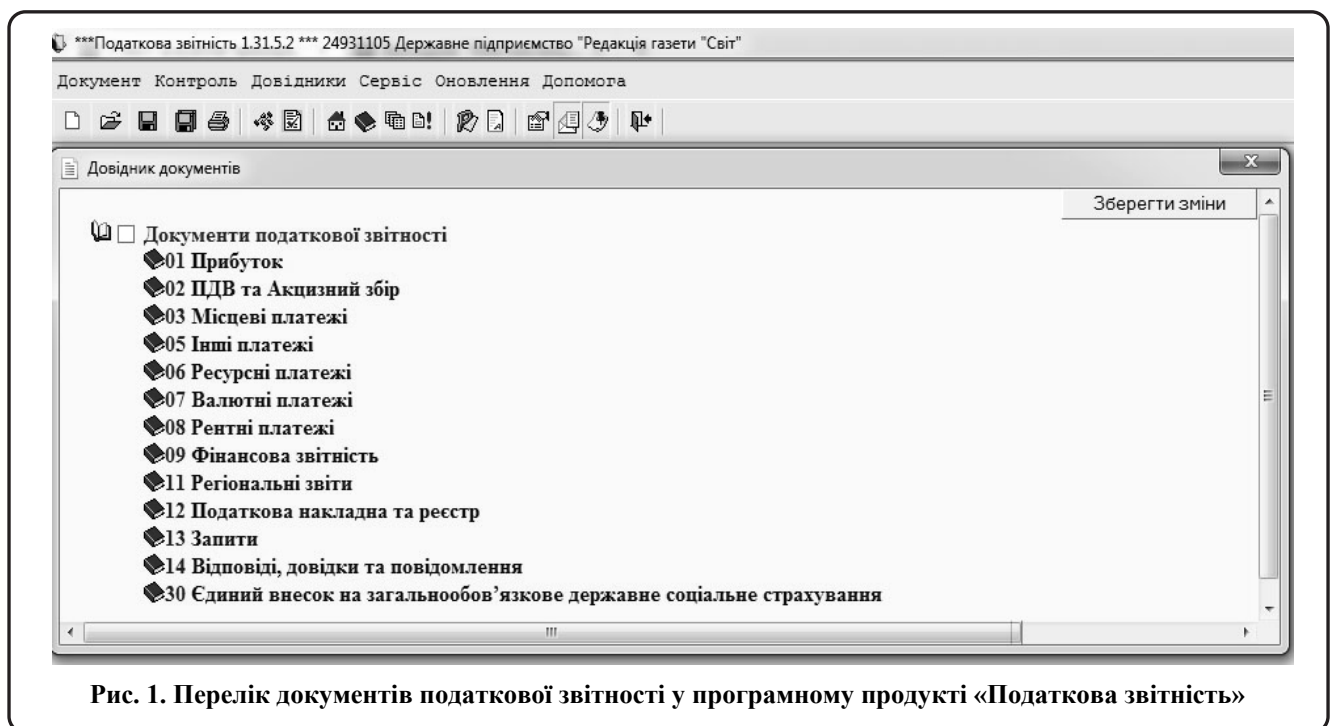 ***Податкова звітність 1.31.5.2 *** 24931105 Державне підприємство "Редакція газети "Світ"
Документ Контроль Довідники Сервіс Оновлення Допомога
Довідник документів
Зберегти зміни
Документи податкової звітності
01 Прибуток
02 ПДВ та Акцизний збір
03 Місцеві платежі
05 Інші платежі
06 Ресурсні платежі
07 Валютні платежі
08 Рентні платежі
09 Фінансова звітність
11 Регіональні звіти
12 Податкова накладна та реєстр
13 Запити
14 Відповіді, довідки та повідомлення
30 Єдиний внесок на загальнообов’язкове державне соціальне страхування
Рис. 1. Перелік документів податкової звітності у програмному продукті «Податкова звітність»